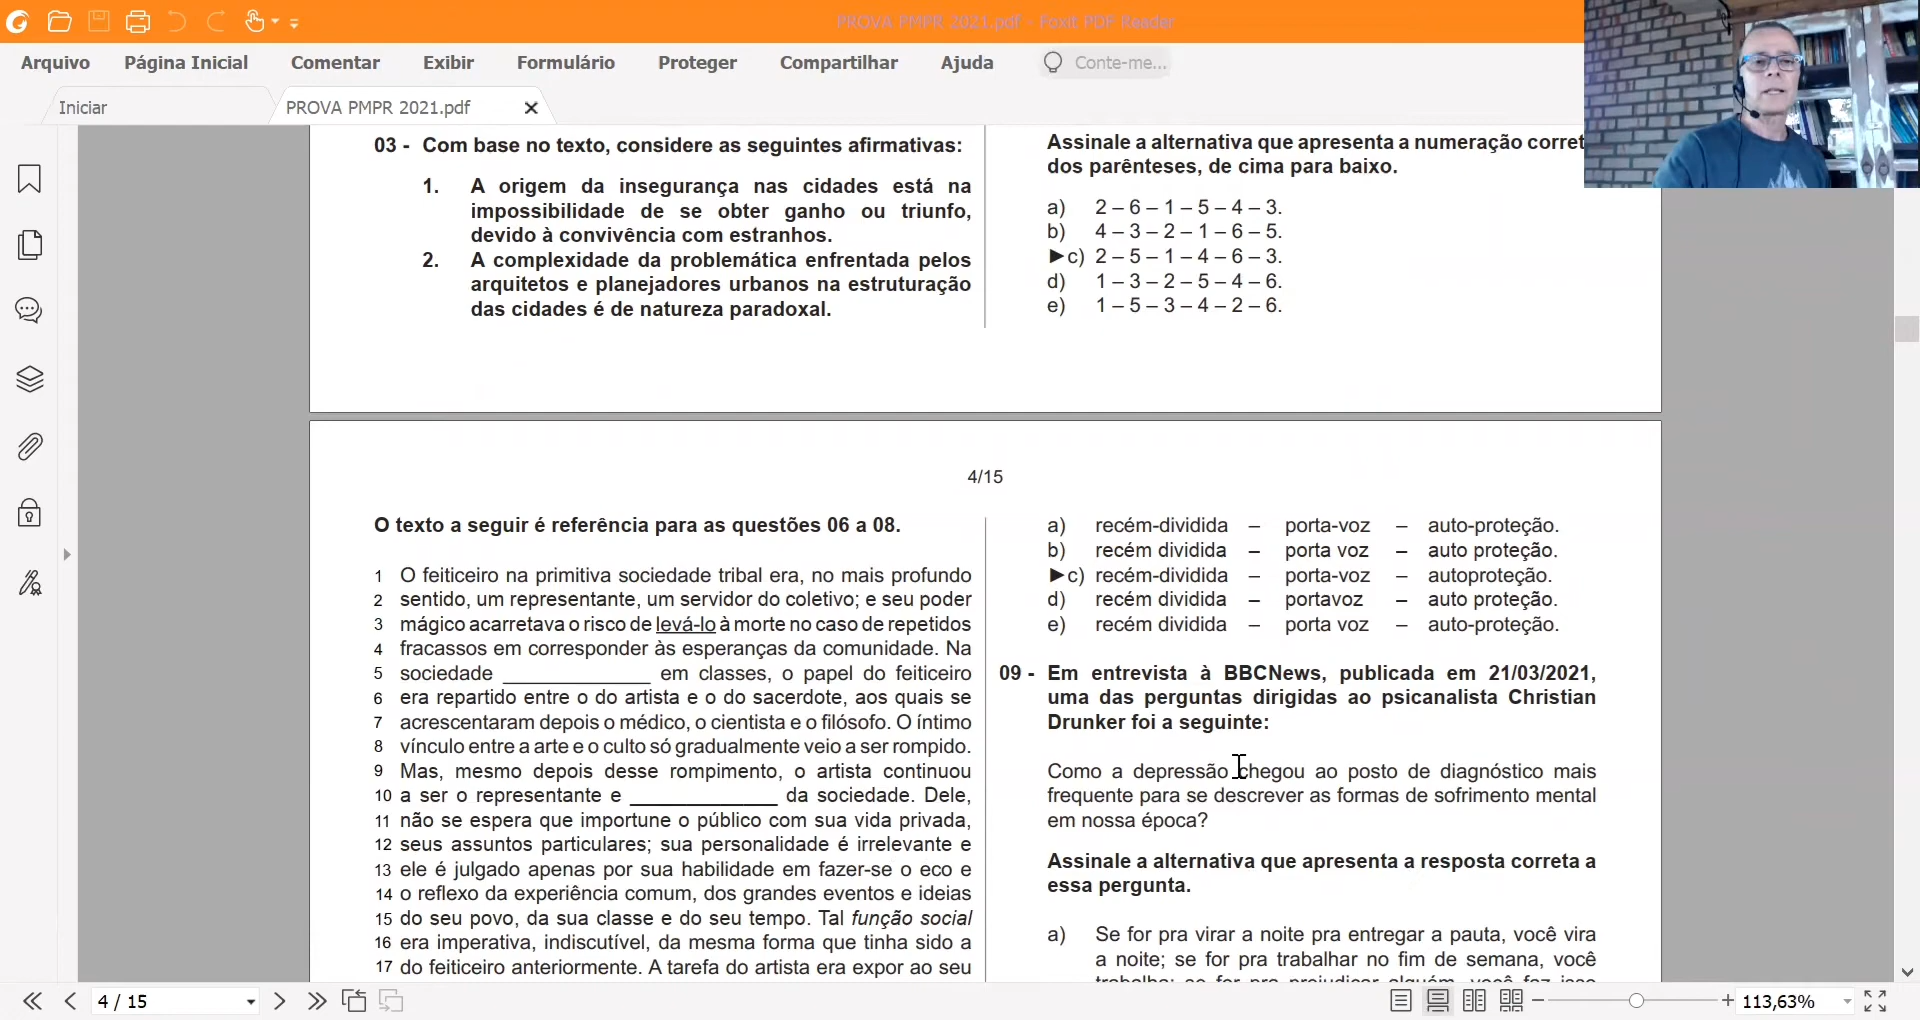 PROVA PMPR 2021.pdf - Foxit PDF Reader
Arquivo Página Inicial Comentar Exibir Formulário Proteger Compartilhar Ajuda Conte-me...
Iniciar PROVA PMPR 2021.pdf
03 - Com base no texto, considere as seguintes afirmativas:
1. A origem da insegurança nas cidades está na
impossibilidade de se obter ganho ou triunfo,
devido à convivência com estranhos.
2. A complexidade da problemática enfrentada pelos
arquitetos e planejadores urbanos na estruturação
das cidades é de natureza paradoxal.
Assinale a alternativa que apresenta a numeração corret
dos parênteses, de cima para baixo.
a) 2 – 6 – 1 – 5 – 4 – 3.
b) 4 – 3 – 2 – 1 – 6 – 5.
►c) 2 – 5 – 1 – 4 – 6 – 3.
d) 1 – 3 – 2 – 5 – 4 – 6.
e) 1 – 5 – 3 – 4 – 2 – 6.
4/15
O texto a seguir é referência para as questões 06 a 08.
1 O feiticeiro na primitiva sociedade tribal era, no mais profundo
2 sentido, um representante, um servidor do coletivo; e seu poder
3 mágico acarretava o risco de levá-lo à morte no caso de repetidos
4 fracassos em corresponder às esperanças da comunidade. Na
5 sociedade _____________ em classes, o papel do feiticeiro
6 era repartido entre o do artista e o do sacerdote, aos quais se
7 acrescentaram depois o médico, o cientista e o filósofo. O íntimo
8 vínculo entre a arte e o culto só gradualmente veio a ser rompido.
9 Mas, mesmo depois desse rompimento, o artista continuou
10 a ser o representante e _____________ da sociedade. Dele,
11 não se espera que importune o público com sua vida privada,
12 seus assuntos particulares; sua personalidade é irrelevante e
13 ele é julgado apenas por sua habilidade em fazer-se o eco e
14 o reflexo da experiência comum, dos grandes eventos e ideias
15 do seu povo, da sua classe e do seu tempo. Tal função social
16 era imperativa, indiscutível, da mesma forma que tinha sido a
17 do feiticeiro anteriormente. A tarefa do artista era expor ao seu
a) recém-dividida – porta-voz – auto-proteção.
b) recém dividida – porta voz – auto proteção.
►c) recém-dividida – porta-voz – autoproteção.
d) recém dividida – portavoz – auto proteção.
e) recém dividida – porta voz – auto-proteção.
09 - Em entrevista à BBCNews, publicada em 21/03/2021,
uma das perguntas dirigidas ao psicanalista Christian
Drunker foi a seguinte:
Como a depressão chegou ao posto de diagnóstico mais
frequente para se descrever as formas de sofrimento mental
em nossa época?
Assinale a alternativa que apresenta a resposta correta a
essa pergunta.
a) Se for pra virar a noite pra entregar a pauta, você vira
a noite; se for pra trabalhar no fim de semana, você
trabalha; se for pra prejudicar alguém, você faz isso
4 / 15
113,63%